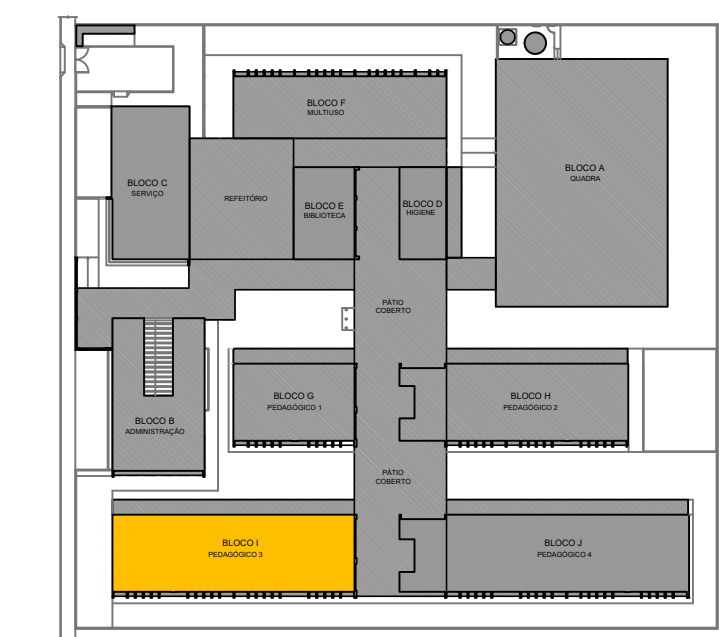 BLOCO F
MULTIUSO
BLOCO A
QUADRA
BLOCO C
SERVIÇO
REFEITÓRIO
BLOCO E
BIBLIOTECA
BLOCO D
HIGIENE
PÁTIO
COBERTO
BLOCO G
PEDAGÓGICO 1
BLOCO H
PEDAGÓGICO 2
BLOCO B
ADMINISTRAÇÃO
PÁTIO
COBERTO
BLOCO I
PEDAGÓGICO 3
BLOCO J
PEDAGÓGICO 4